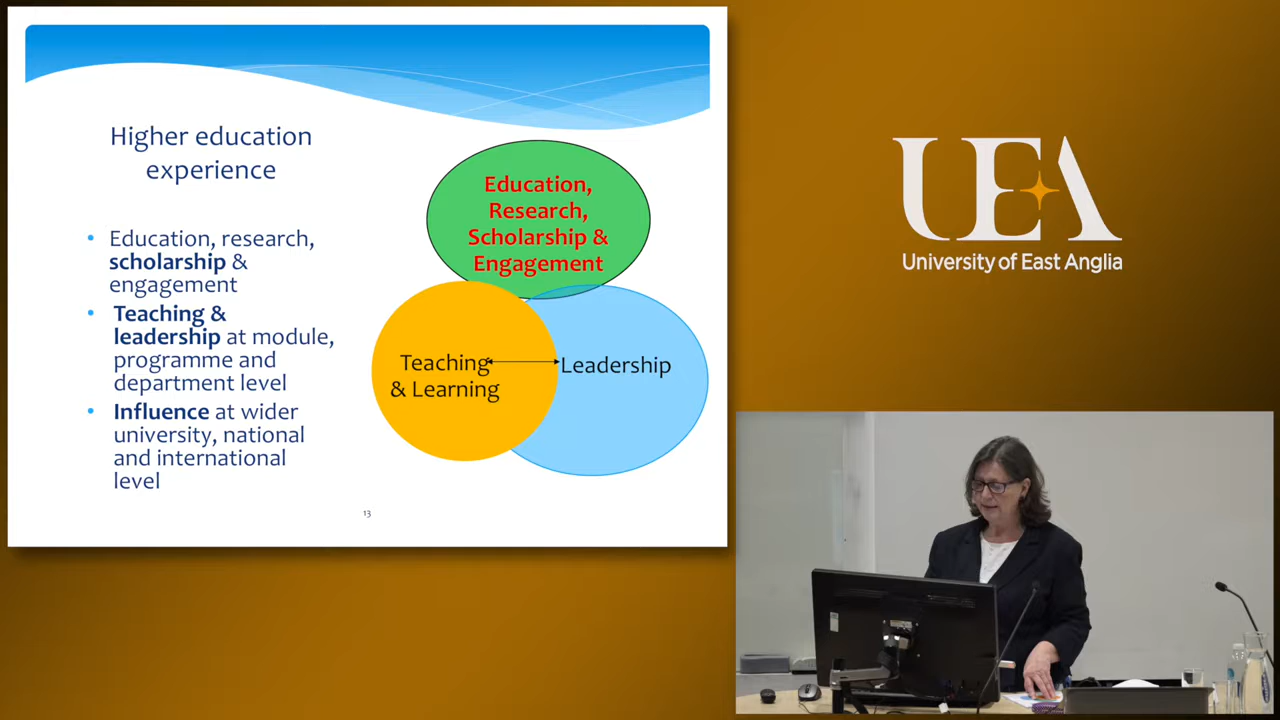 Higher education
experience
• Education, research,
scholarship &
engagement
• Teaching &
leadership at module,
programme and
department level
• Influence at wider
university, national
and international
level
Education,
Research,
Scholarship &
Engagement
Teaching
& Learning
Leadership
13
UEA
University of East Anglia